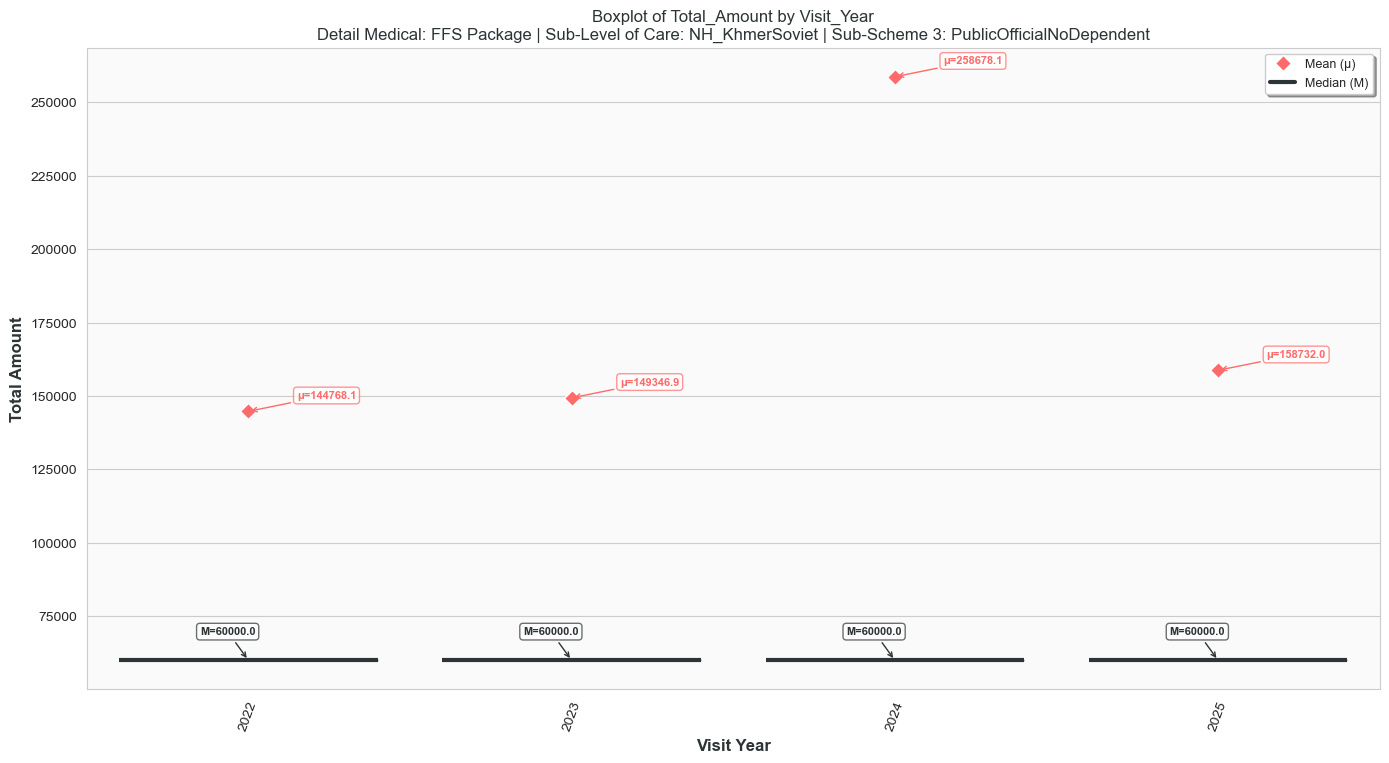 Boxplot of Total_Amount by Visit_Year
Detail Medical: FFS Package | Sub-Level of Care: NH_KhmerSoviet | Sub-Scheme 3: PublicOfficialNoDependent
Mean (μ)
Median (M)
Total Amount
250000
225000
200000
175000
150000
125000
100000
75000
μ=144768.1
μ=149346.9
μ=258678.1
μ=158732.0
M=60000.0
M=60000.0
M=60000.0
M=60000.0
2022
2023
2024
2025
Visit Year